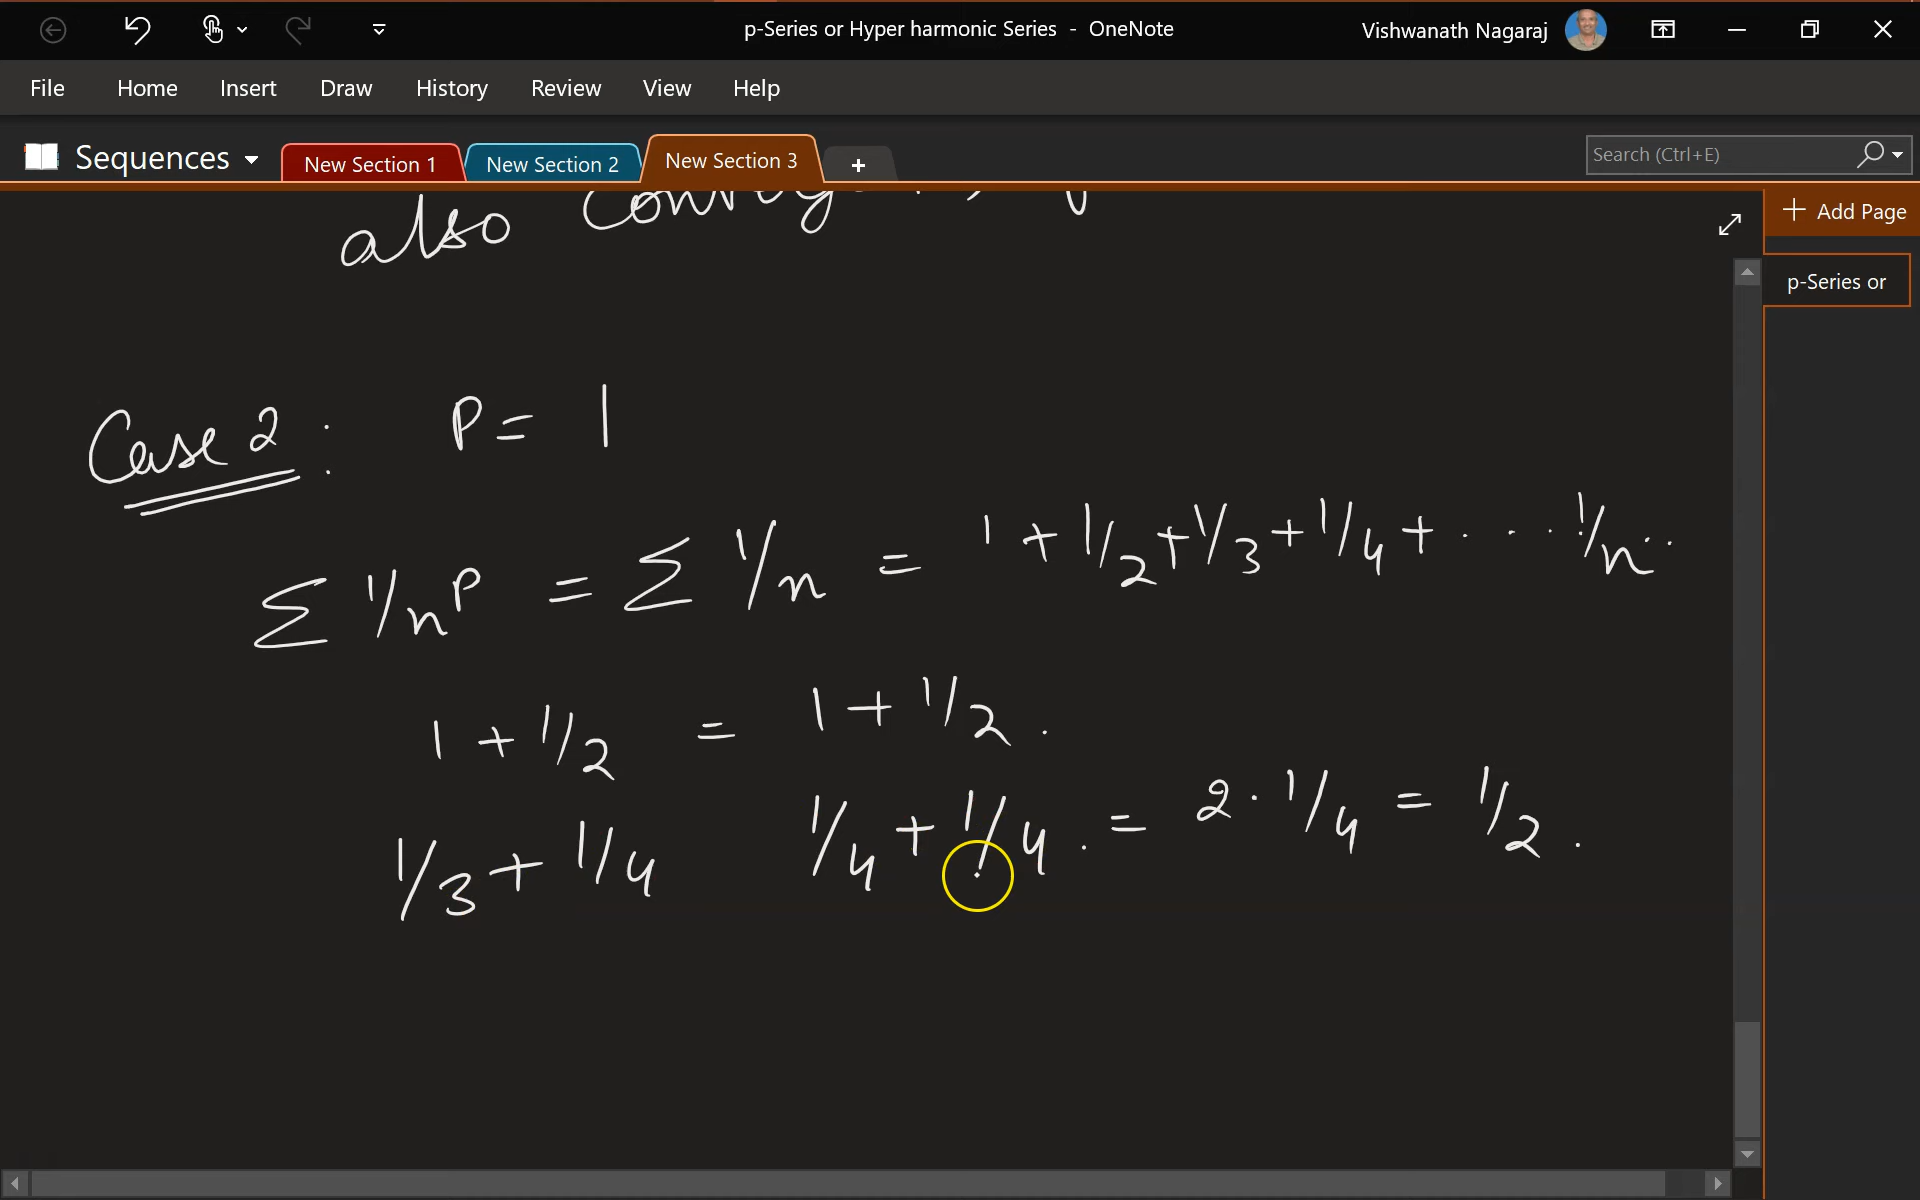 p-Series or Hyper harmonic Series - OneNote
Vishwanath Nagaraj
File Home Insert Draw History Review View Help
Sequences New Section 1 New Section 2 New Section 3 +
Search (Ctrl+E)
+ Add Page
p-Series or
also
Case 2 : P = 1
Σ 1/n^P = Σ 1/n = 1 + 1/2 + 1/3 + 1/4 + . . . . 1/n . .
1 + 1/2 = 1 + 1/2 .
1/3 + 1/4 1/4 + 1/4 . = 2 · 1/4 = 1/2 .